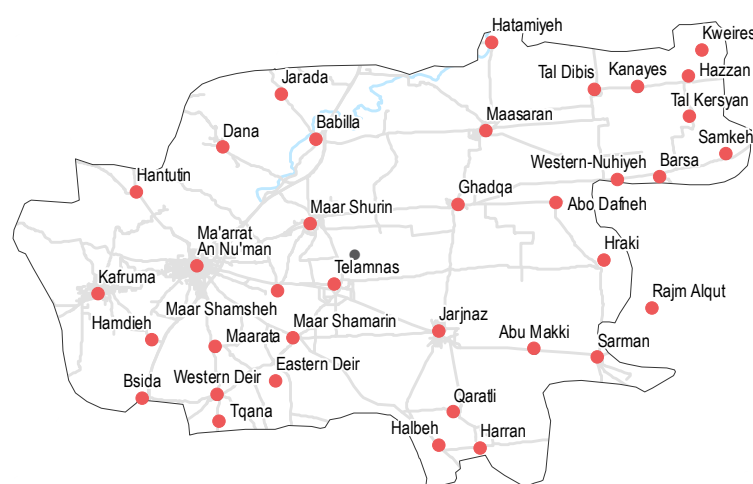 Hatamiyeh
Kweires
Tal Dibis
Kanayes
Hazzan
Jarada
Tal Kersyan
Babilla
Maasaran
Dana
Samkeh
Western-Nuhiyeh
Barsa
Hantutin
Ghadqa
Abo Dafneh
Maar Shurin
Ma'arrat
An Nu'man
Hraki
Telamnas
Kafruma
Rajm Alqut
Maar Shamsheh
Hamdieh
Maar Shamarin
Jarjnaz
Maarata
Abu Makki
Sarman
Eastern Deir
Bsida
Western Deir
Qaratli
Tqana
Halbeh
Harran